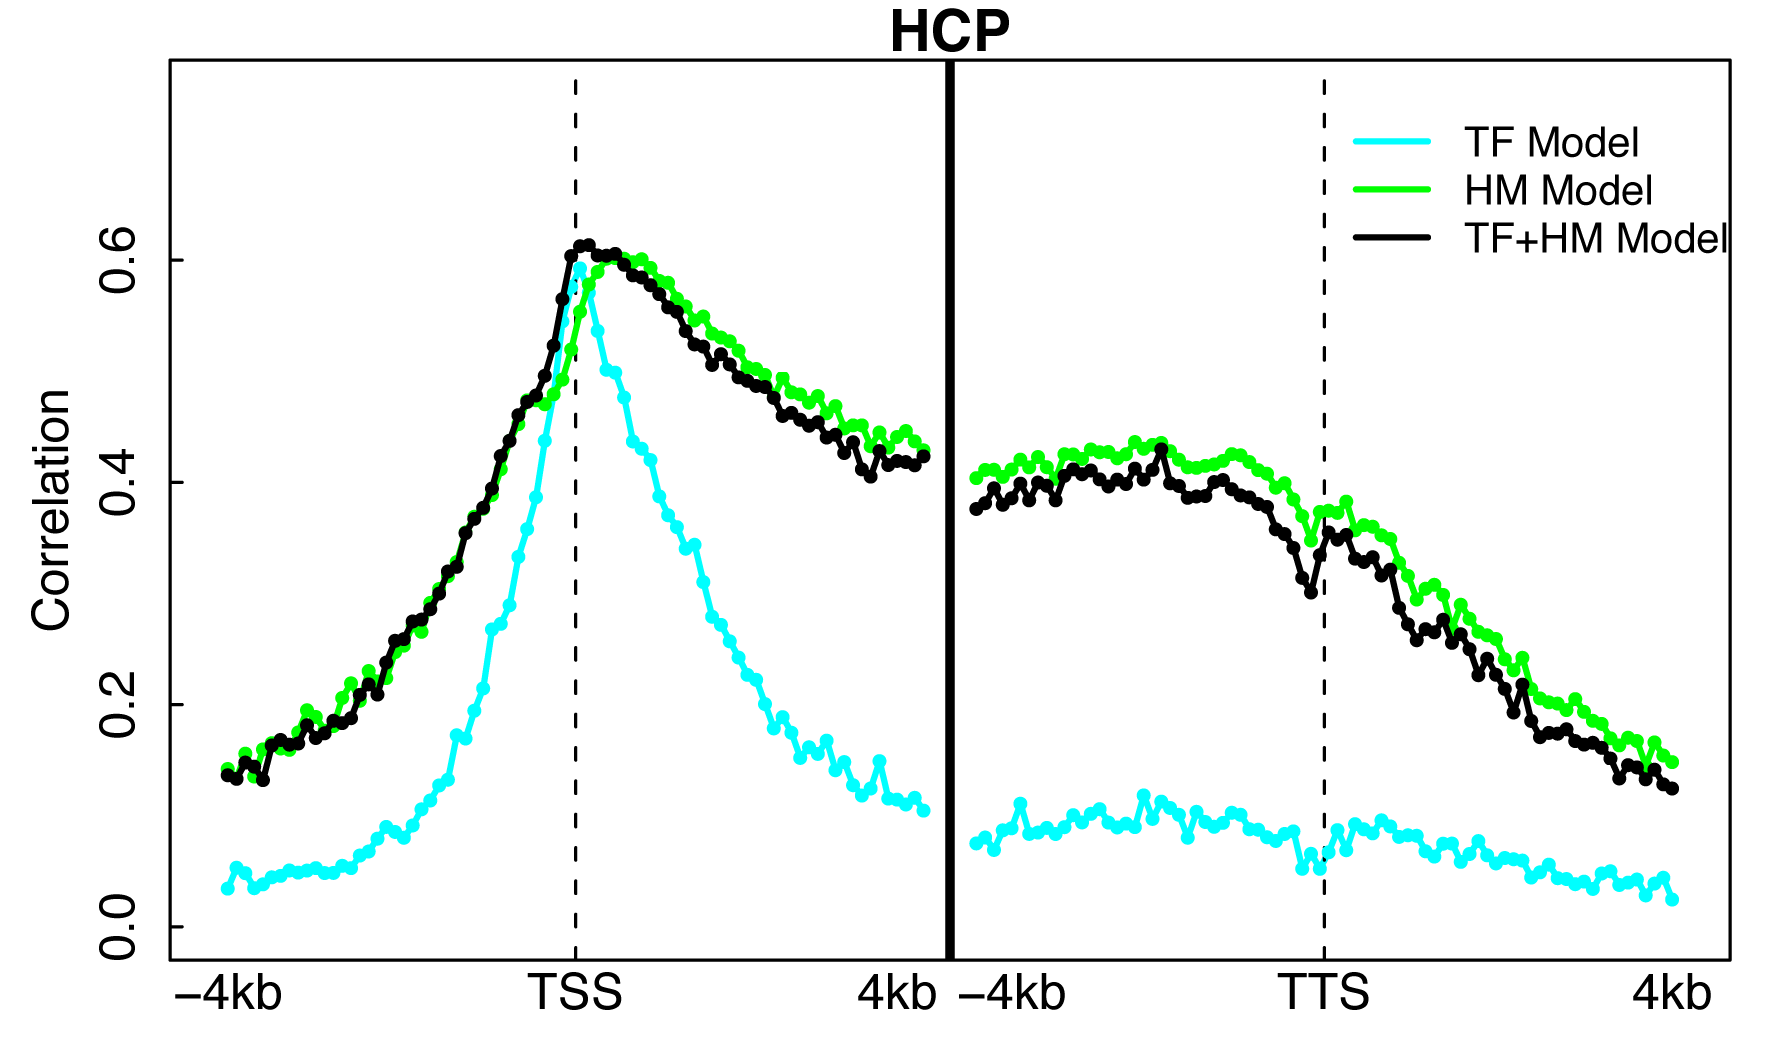 HCP
TF Model
HM Model
TF+HM Model
Correlation
0.6
0.4
0.2
0.0
−4kb TSS 4kb −4kb TTS 4kb